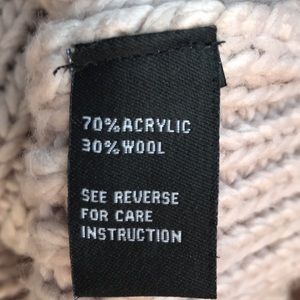 70% ACRYLIC
30% WOOL
SEE REVERSE
FOR CARE
INSTRUCTION